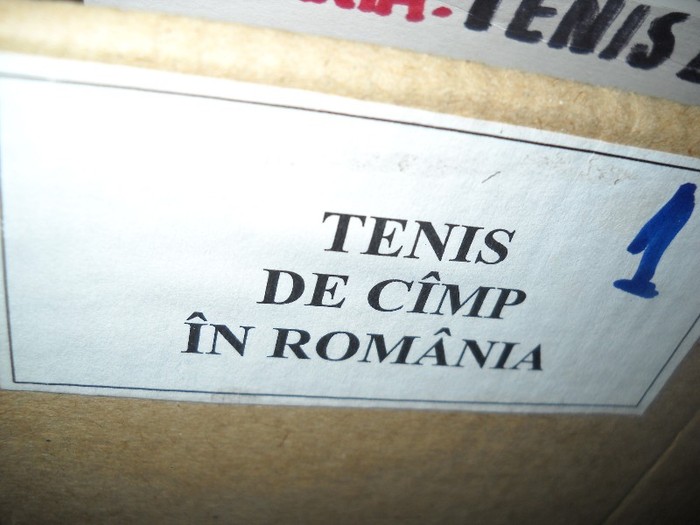 TENIS
1
TENIS
DE CÎMP
ÎN ROMÂNIA